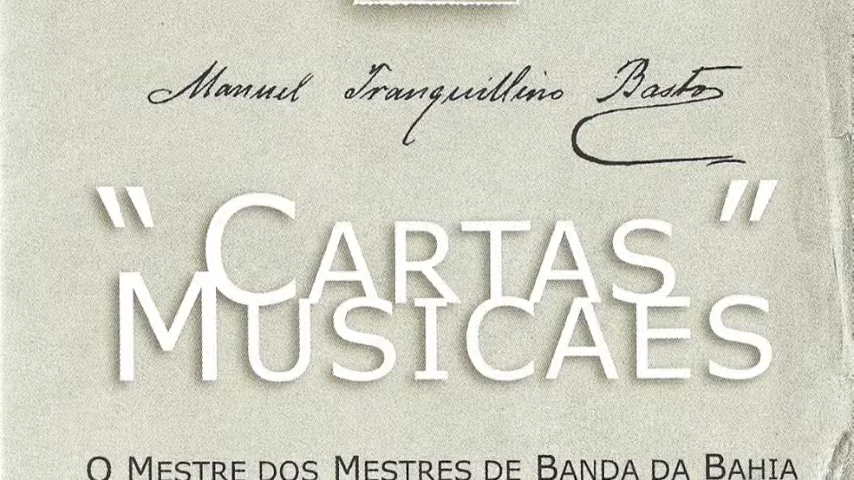 Manuel Tranquillino Bastos
“CARTAS”
MUSICAES
O MESTRE DOS MESTRES DE BANDA DA BAHIA